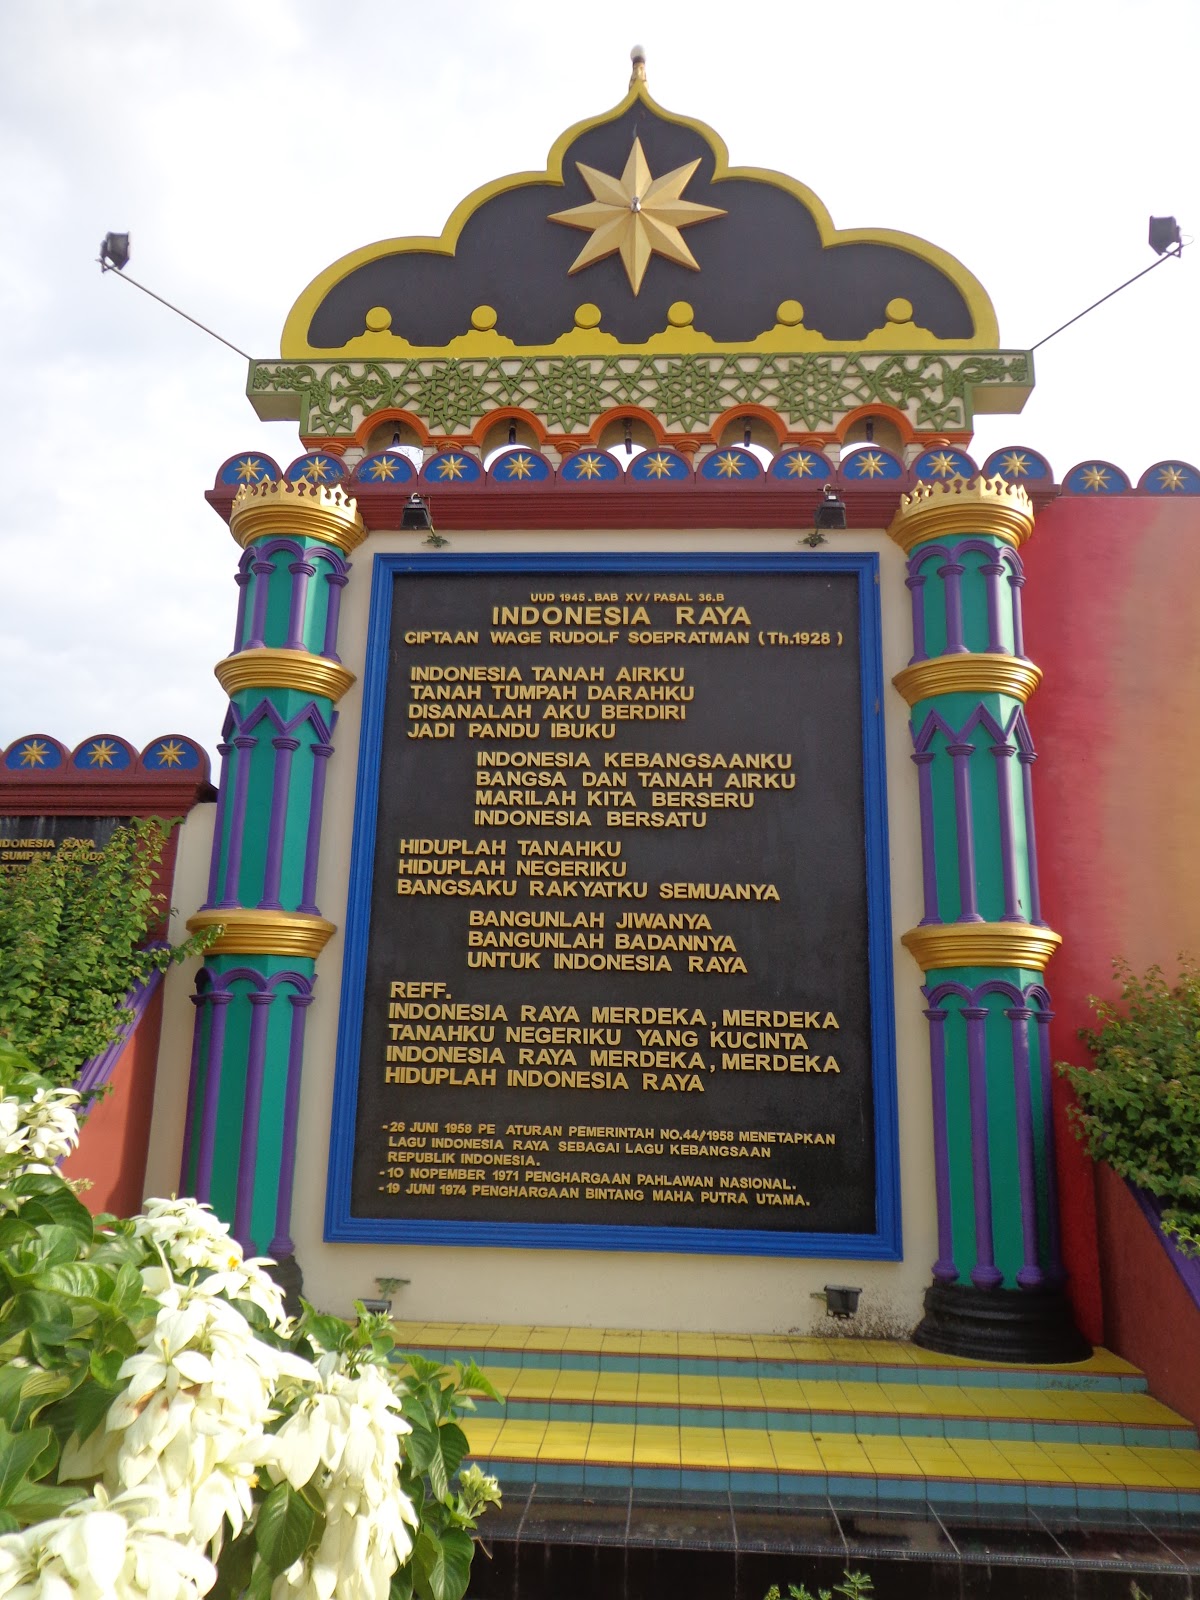 UUD 1945. BAB XV / PASAL 36.B
INDONESIA RAYA
CIPTAAN WAGE RUDOLF SOEPRATMAN (Th.1928)
INDONESIA TANAH AIRKU
TANAH TUMPAH DARAHKU
DISANALAH AKU BERDIRI
JADI PANDU IBUKU
INDONESIA KEBANGSAANKU
BANGSA DAN TANAH AIRKU
MARILAH KITA BERSERU
INDONESIA BERSATU
HIDUPLAH TANAHKU
HIDUPLAH NEGERIKU
BANGSAKU RAKYATKU SEMUANYA
BANGUNLAH JIWANYA
BANGUNLAH BADANNYA
UNTUK INDONESIA RAYA
REFF.
INDONESIA RAYA MERDEKA, MERDEKA
TANAHKU NEGERIKU YANG KUCINTA
INDONESIA RAYA MERDEKA, MERDEKA
HIDUPLAH INDONESIA RAYA
-26 JUNI 1958 PE ATURAN PEMERINTAH NO.44/1958 MENETAPKAN
LAGU INDONESIA RAYA SEBAGAI LAGU KEBANGSAAN
REPUBLIK INDONESIA.
-10 NOPEMBER 1971 PENGHARGAAN PAHLAWAN NASIONAL.
-19 JUNI 1974 PENGHARGAAN BINTANG MAHA PUTRA UTAMA.
RAYA
SUMPAH